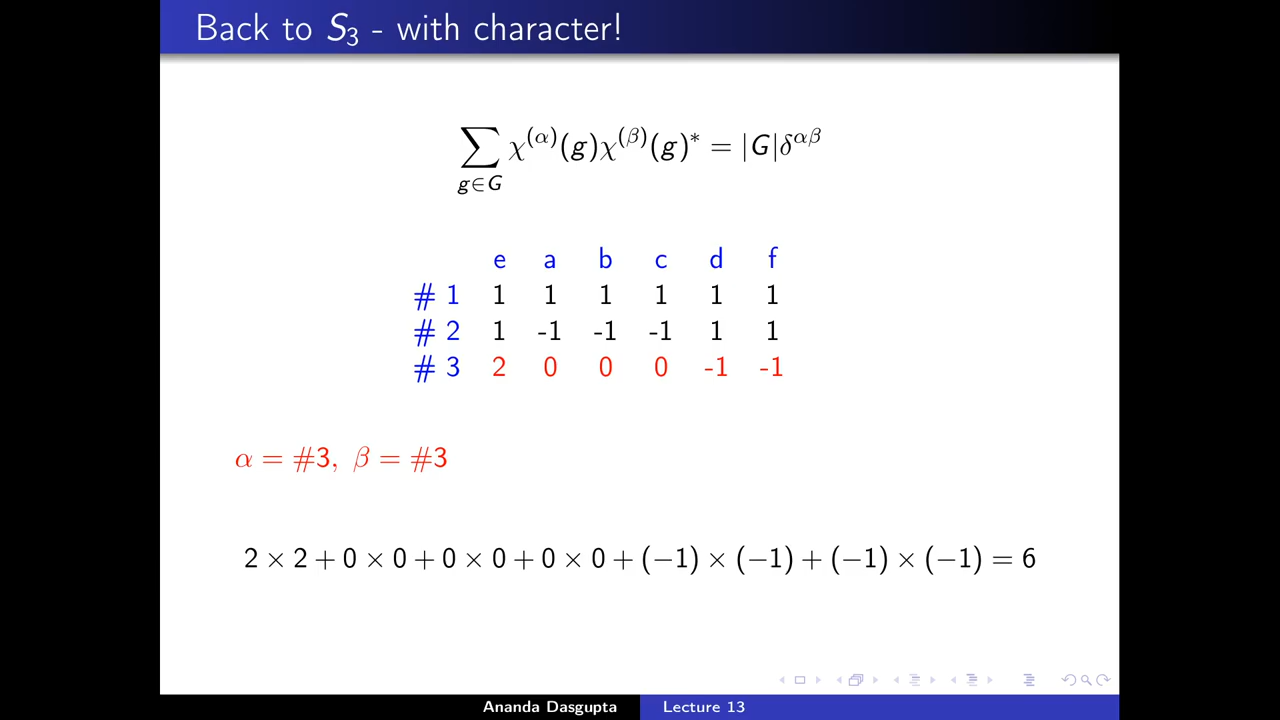 Back to S₃ - with character!
∑_{g∈G} χ^{(α)}(g)χ^{(β)}(g)* = |G|δ^{αβ}
e a b c d f
# 1 1 1 1 1 1 1
# 2 1 -1 -1 -1 1 1
# 3 2 0 0 0 -1 -1
α = #3, β = #3
2 × 2 + 0 × 0 + 0 × 0 + 0 × 0 + (−1) × (−1) + (−1) × (−1) = 6
Ananda Dasgupta Lecture 13